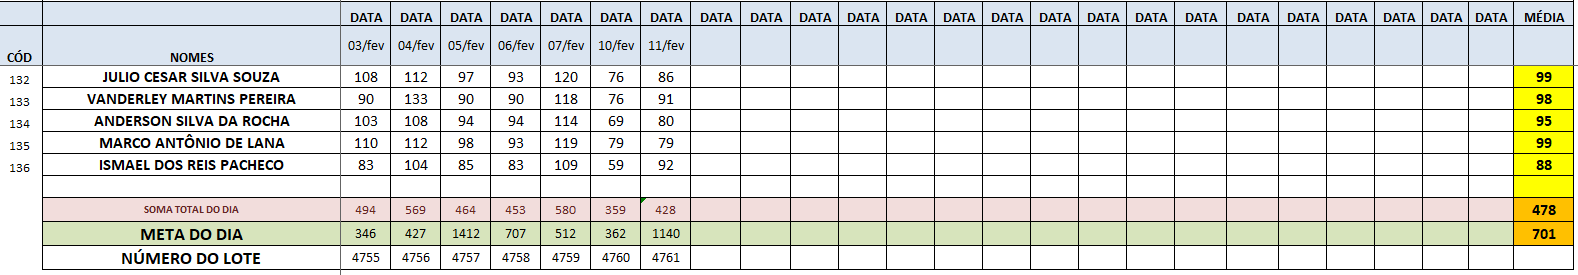 DATA DATA DATA DATA DATA DATA DATA DATA DATA DATA DATA DATA DATA DATA DATA DATA DATA DATA DATA DATA DATA DATA DATA DATA MÉDIA
CÓD NOMES 03/fev 04/fev 05/fev 06/fev 07/fev 10/fev 11/fev
132 JULIO CESAR SILVA SOUZA 108 112 97 93 120 76 86 99
133 VANDERLEY MARTINS PEREIRA 90 133 90 90 118 76 91 98
134 ANDERSON SILVA DA ROCHA 103 108 94 94 114 69 80 95
135 MARCO ANTÔNIO DE LANA 110 112 98 93 119 79 79 99
136 ISMAEL DOS REIS PACHECO 83 104 85 83 109 59 92 88
SOMA TOTAL DO DIA 494 569 464 453 580 359 428 478
META DO DIA 346 427 1412 707 512 362 1140 701
NÚMERO DO LOTE 4755 4756 4757 4758 4759 4760 4761